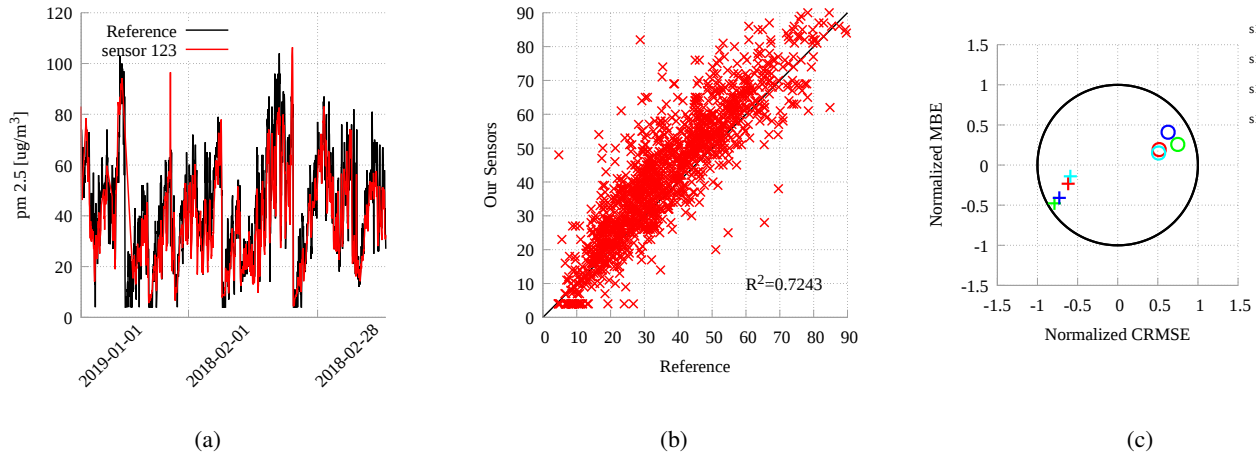 120
100
80
60
40
20
0
pm 2.5 [ug/m³]
Reference
sensor 123
2019-01-01
2018-02-01
2018-02-28
(a)
90
80
70
60
50
40
30
20
10
0
Our Sensors
R²=0.7243
0 10 20 30 40 50 60 70 80 90
Reference
(b)
1.5
1
0.5
0
-0.5
-1
-1.5
Normalized MBE
-1.5 -1 -0.5 0 0.5 1 1.5
Normalized CRMSE
(c)